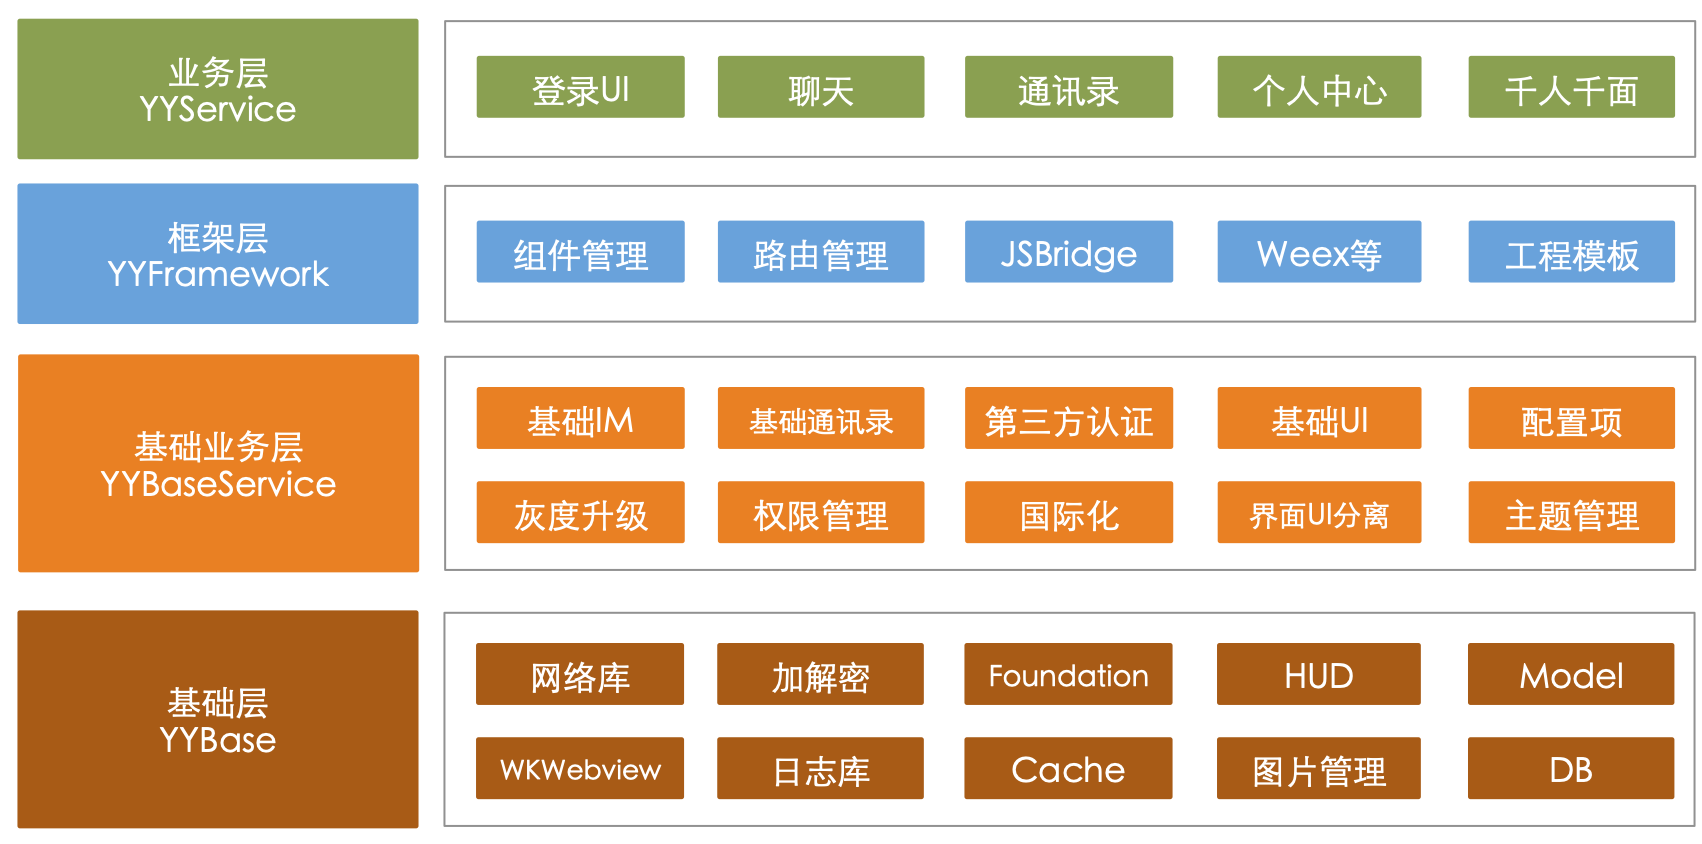 业务层
YYService
登录UI
聊天
通讯录
个人中心
千人千面
框架层
YYFramework
组件管理
路由管理
JSBridge
Weex等
工程模板
基础业务层
YYBaseService
基础IM
基础通讯录
第三方认证
基础UI
配置项
灰度升级
权限管理
国际化
界面UI分离
主题管理
基础层
YYBase
网络库
加解密
Foundation
HUD
Model
WKWebview
日志库
Cache
图片管理
DB